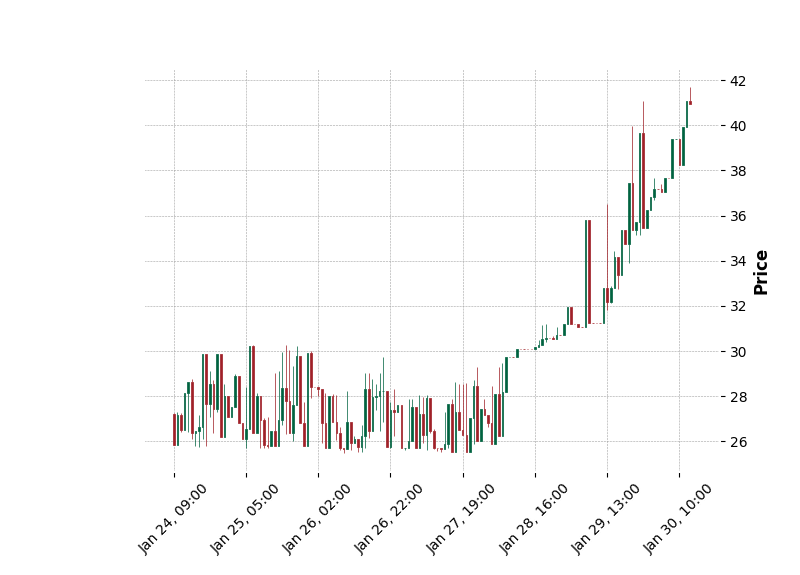 42
40
38
36
34
32
30
28
26
Price
Jan 24, 09:00
Jan 25, 05:00
Jan 26, 02:00
Jan 26, 22:00
Jan 27, 19:00
Jan 28, 16:00
Jan 29, 13:00
Jan 30, 10:00